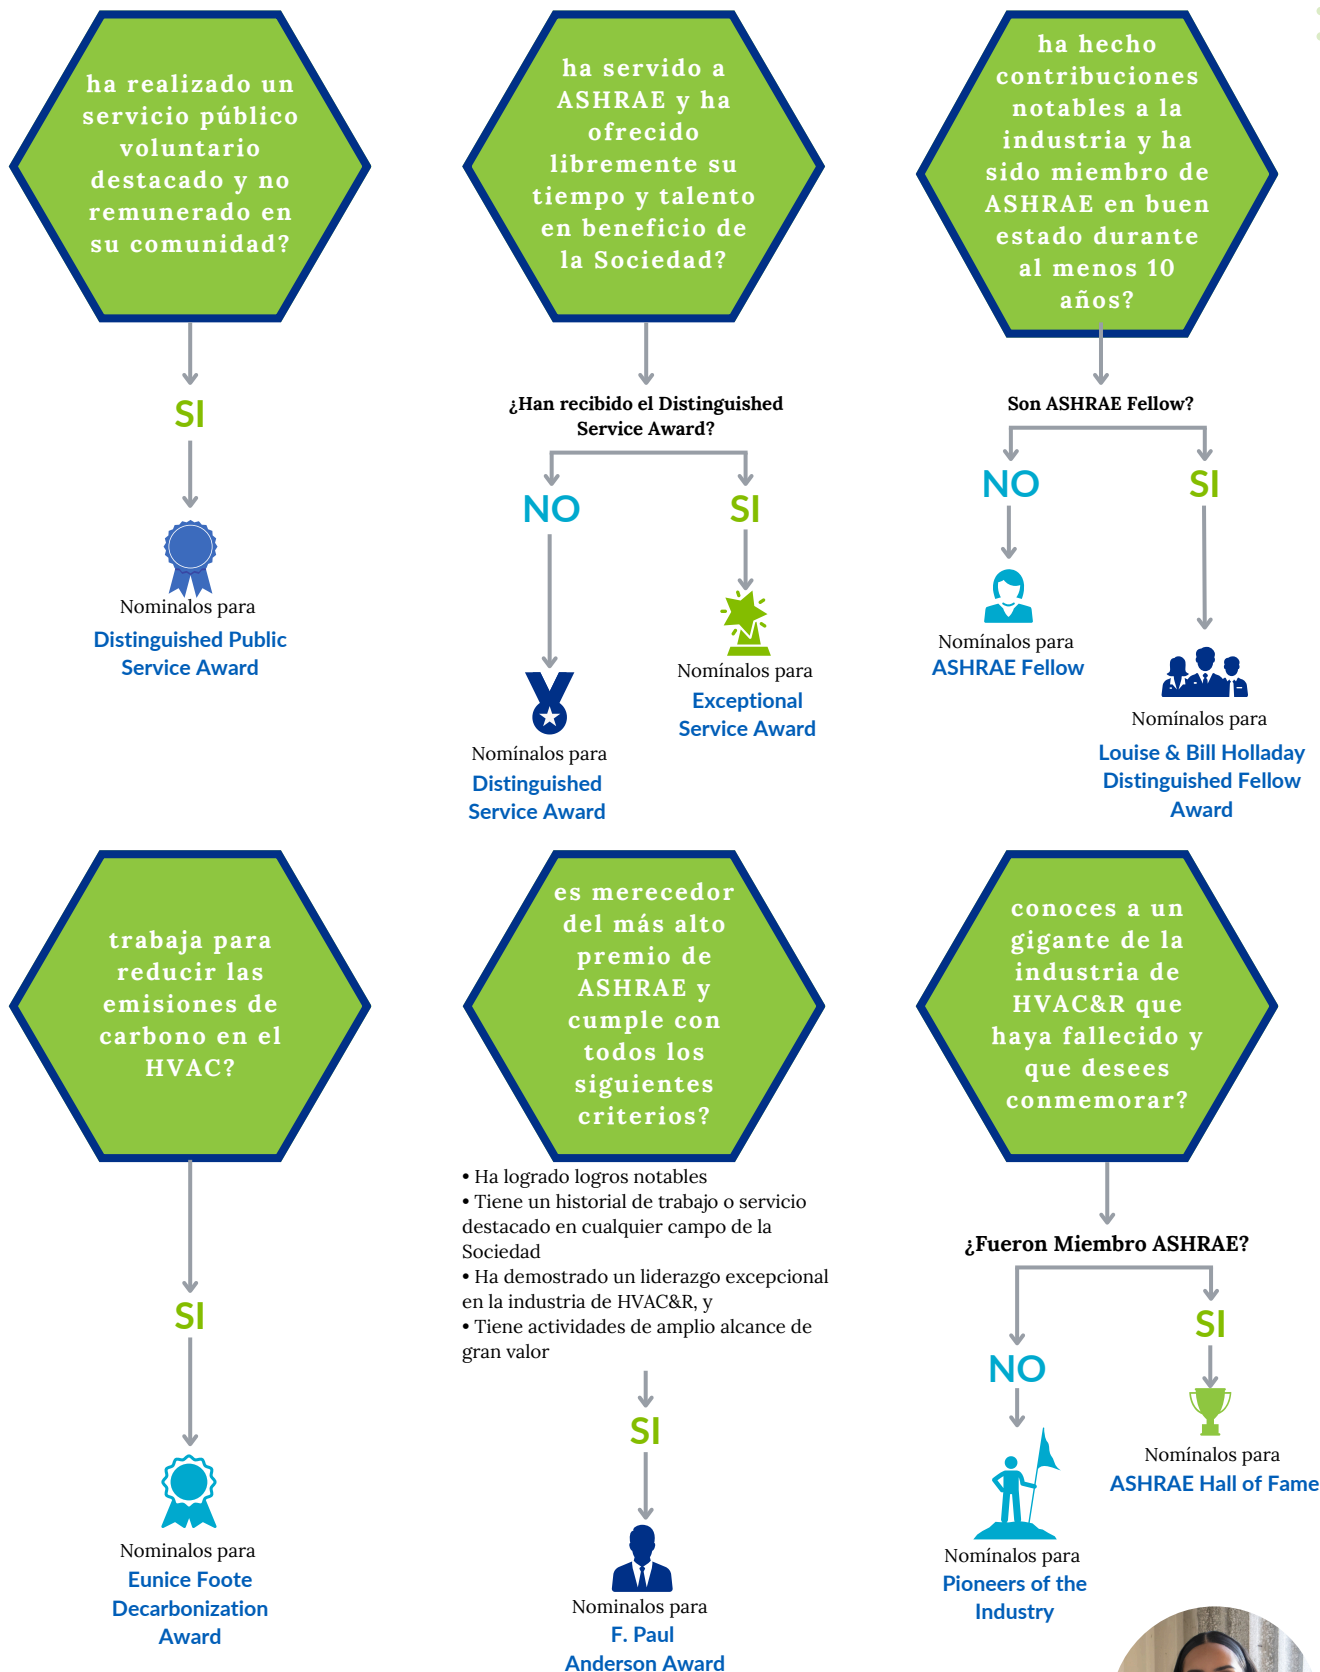 ha realizado un
servicio público
voluntario
destacado y no
remunerado en
su comunidad?
SI
Nominalos para
Distinguished Public
Service Award
ha servido a
ASHRAE y ha
ofrecido
libremente su
tiempo y talento
en beneficio de
la Sociedad?
¿Han recibido el Distinguished
Service Award?
NO
SI
Nomínalos para
Exceptional
Service Award
Nomínalos para
Distinguished
Service Award
ha hecho
contribuciones
notables a la
industria y ha
sido miembro de
ASHRAE en buen
estado durante
al menos 10
años?
Son ASHRAE Fellow?
NO
SI
Nomínalos para
ASHRAE Fellow
Nomínalos para
Louise & Bill Holladay
Distinguished Fellow
Award
trabaja para
reducir las
emisiones de
carbono en el
HVAC?
SI
Nominalos para
Eunice Foote
Decarbonization
Award
es merecedor
del más alto
premio de
ASHRAE y
cumple con
todos los
siguientes
criterios?
• Ha logrado logros notables
• Tiene un historial de trabajo o servicio
destacado en cualquier campo de la
Sociedad
• Ha demostrado un liderazgo excepcional
en la industria de HVAC&R, y
• Tiene actividades de amplio alcance de
gran valor
SI
Nominalos para
F. Paul
Anderson Award
conoces a un
gigante de la
industria de
HVAC&R que
haya fallecido y
que desees
conmemorar?
¿Fueron Miembro ASHRAE?
NO
SI
Nomínalos para
ASHRAE Hall of Fame
Nomínalos para
Pioneers of the
Industry